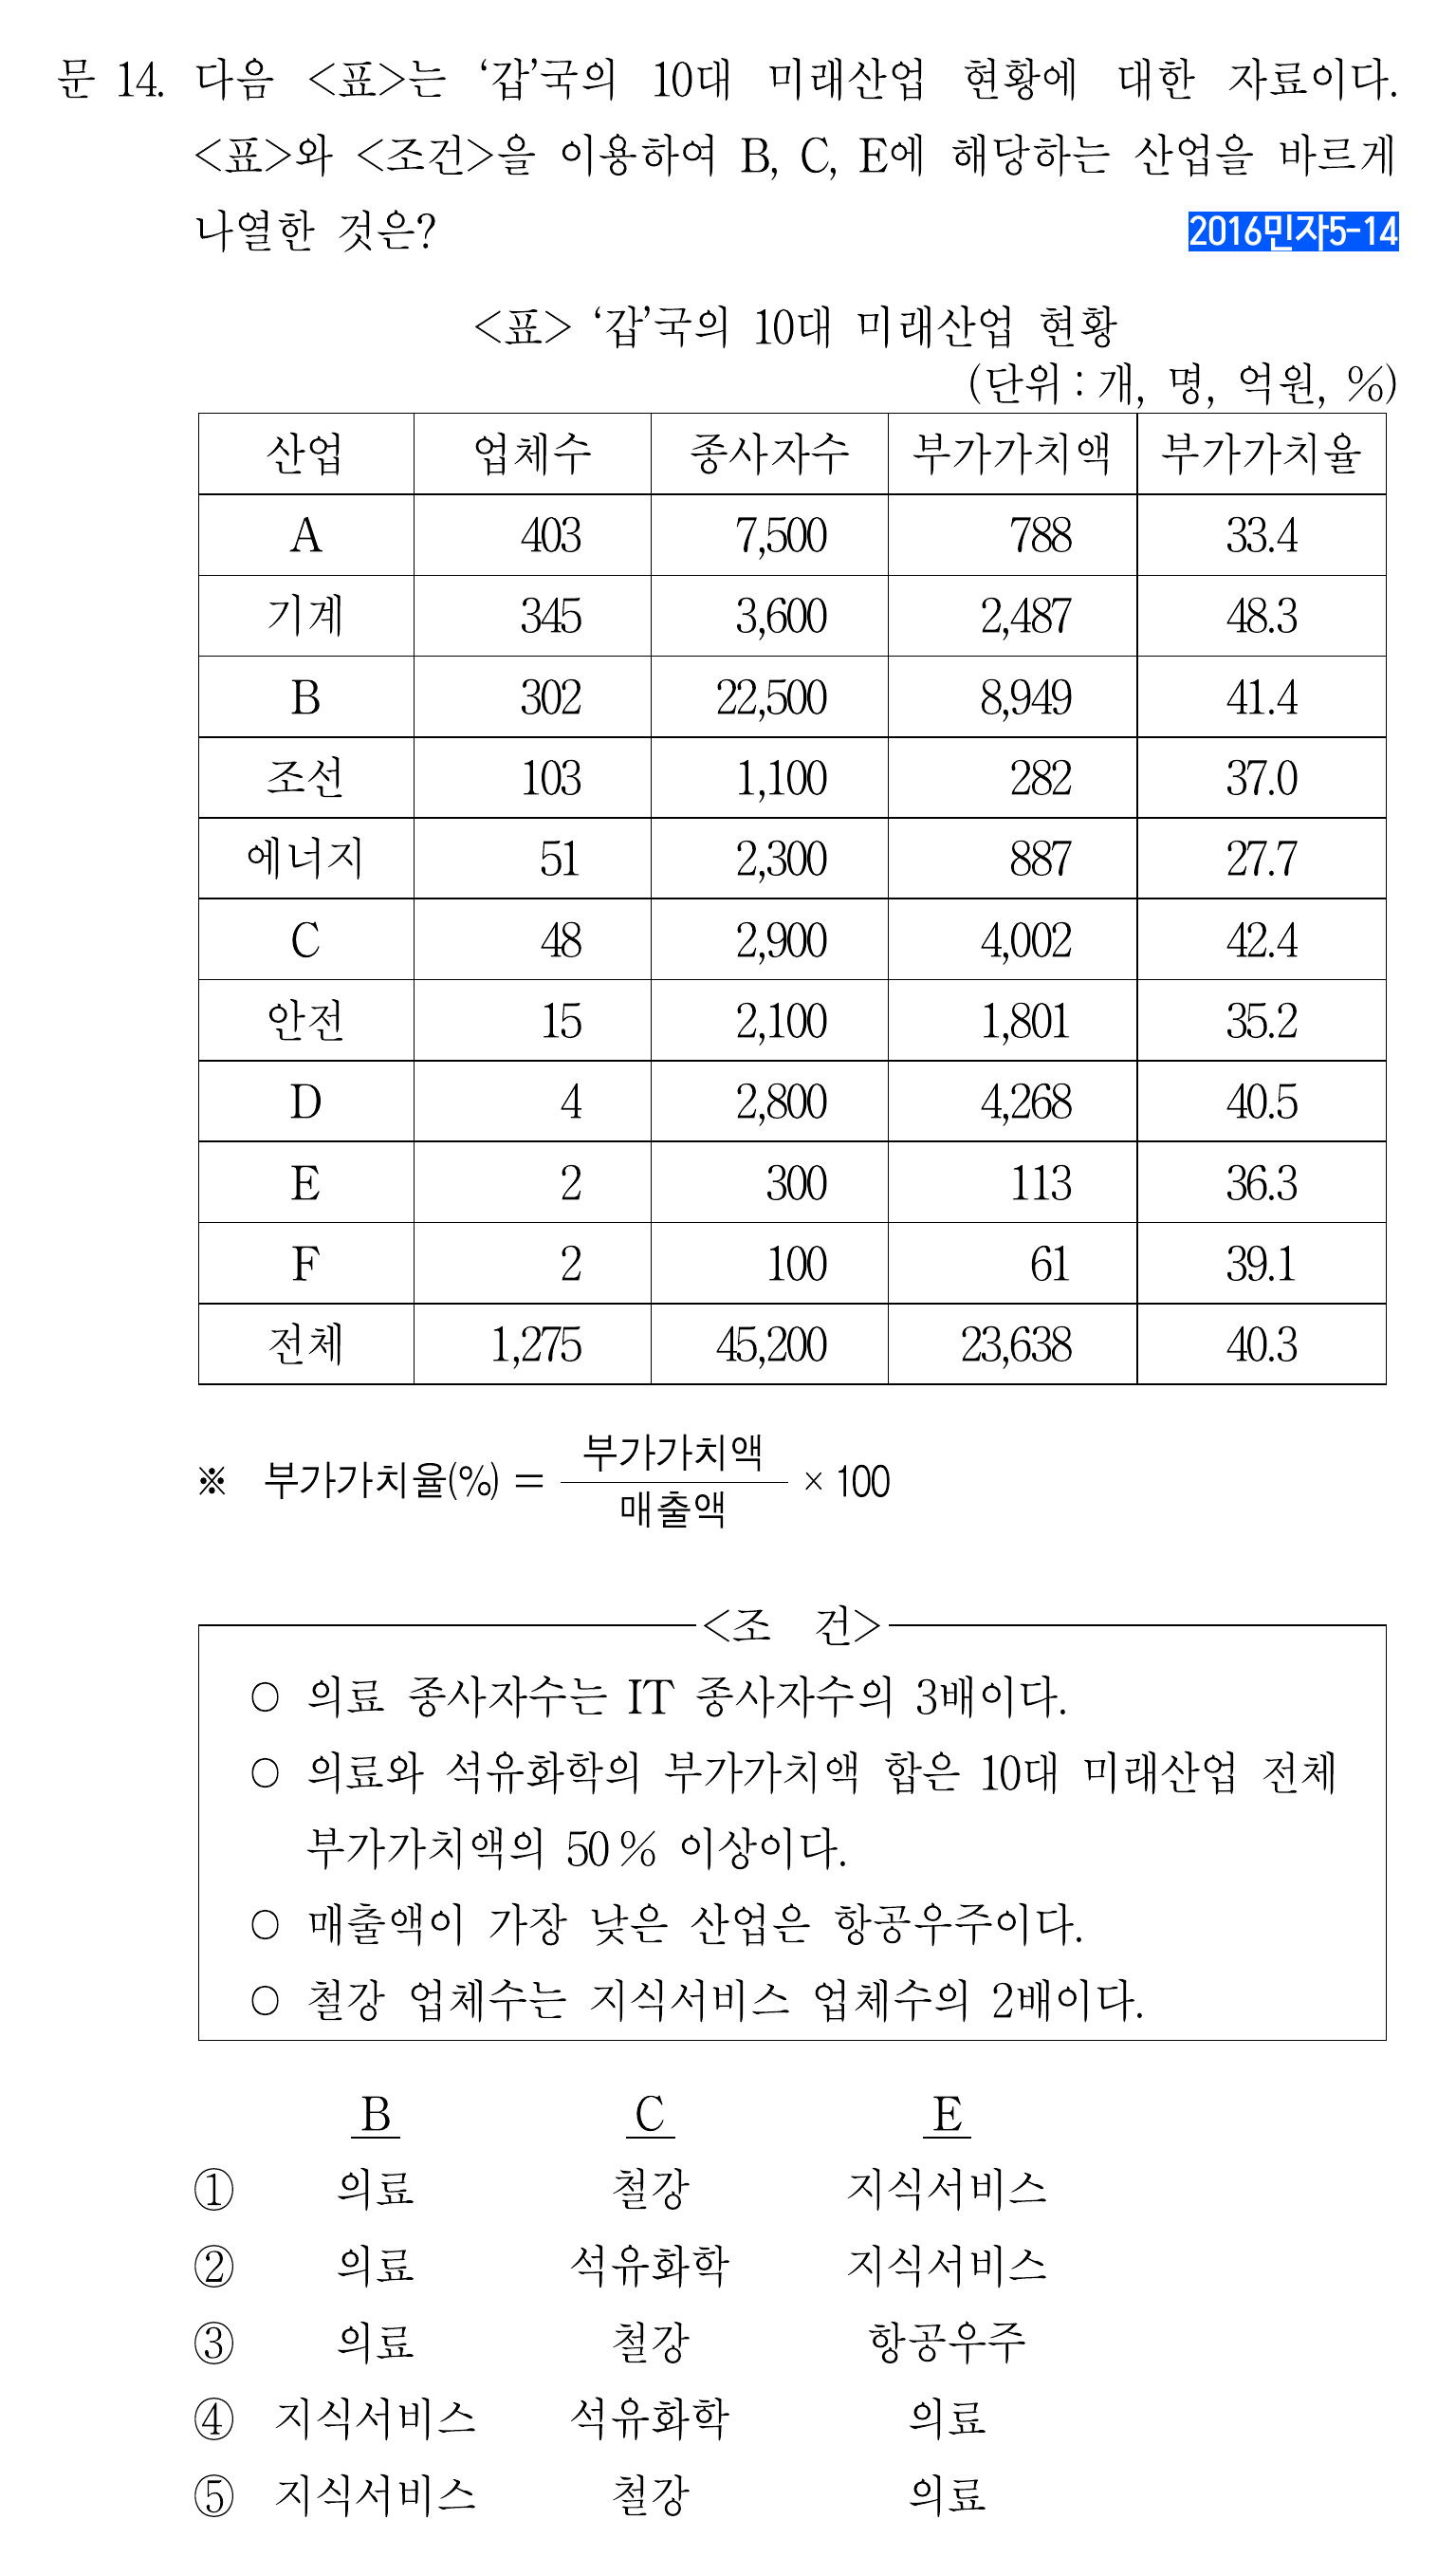 문 14. 다음 <표>는 ‘갑’국의 10대 미래산업 현황에 대한 자료이다.
<표>와 <조건>을 이용하여 B, C, E에 해당하는 산업을 바르게
나열한 것은? 2016민자5-14
<표> ‘갑’국의 10대 미래산업 현황
(단위 : 개, 명, 억원, %)
산업 업체수 종사자수 부가가치액 부가가치율
A 403 7,500 788 33.4
기계 345 3,600 2,487 48.3
B 302 22,500 8,949 41.4
조선 103 1,100 282 37.0
에너지 51 2,300 887 27.7
C 48 2,900 4,002 42.4
안전 15 2,100 1,801 35.2
D 4 2,800 4,268 40.5
E 2 300 113 36.3
F 2 100 61 39.1
전체 1,275 45,200 23,638 40.3
※ 부가가치율(%) = 부가가치액 / 매출액 × 100
<조 건>
○ 의료 종사자수는 IT 종사자수의 3배이다.
○ 의료와 석유화학의 부가가치액 합은 10대 미래산업 전체
부가가치액의 50% 이상이다.
○ 매출액이 가장 낮은 산업은 항공우주이다.
○ 철강 업체수는 지식서비스 업체수의 2배이다.
B C E
① 의료 철강 지식서비스
② 의료 석유화학 지식서비스
③ 의료 철강 항공우주
④ 지식서비스 석유화학 의료
⑤ 지식서비스 철강 의료